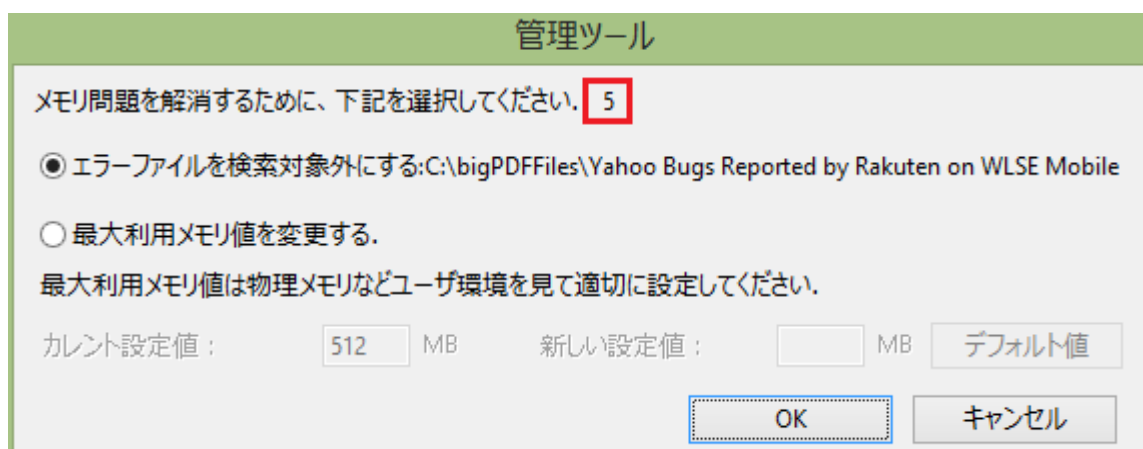 管理ツール
メモリ問題を解消するために、下記を選択してください. 5
エラーファイルを検索対象外にする:C:\bigPDFFiles\Yahoo Bugs Reported by Rakuten on WLSE Mobile
最大利用メモリ値を変更する.
最大利用メモリ値は物理メモリなどユーザ環境を見て適切に設定してください.
カレント設定値 : 512 MB 新しい設定値 : MB デフォルト値
OK キャンセル